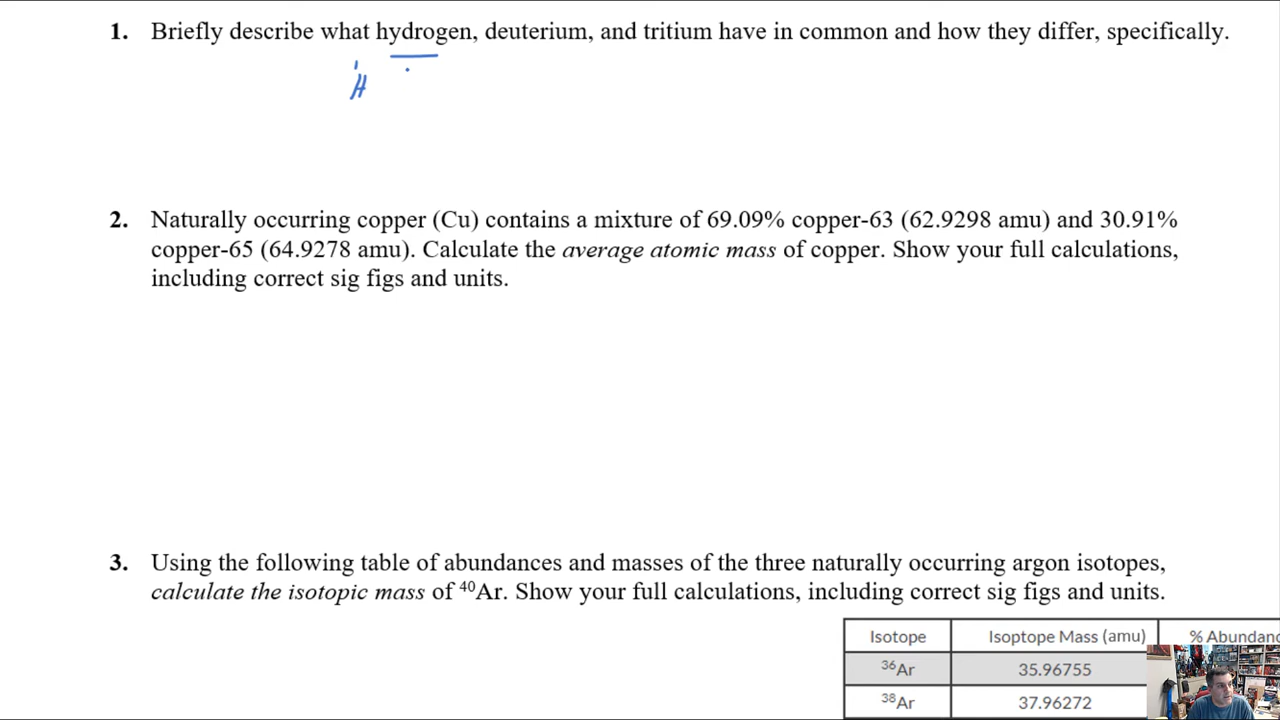 1. Briefly describe what hydrogen, deuterium, and tritium have in common and how they differ, specifically.
¹H
2. Naturally occurring copper (Cu) contains a mixture of 69.09% copper-63 (62.9298 amu) and 30.91%
copper-65 (64.9278 amu). Calculate the average atomic mass of copper. Show your full calculations,
including correct sig figs and units.
3. Using the following table of abundances and masses of the three naturally occurring argon isotopes,
calculate the isotopic mass of ⁴⁰Ar. Show your full calculations, including correct sig figs and units.
Isotope Isoptope Mass (amu) % Abundanc
³⁶Ar 35.96755
³⁸Ar 37.96272